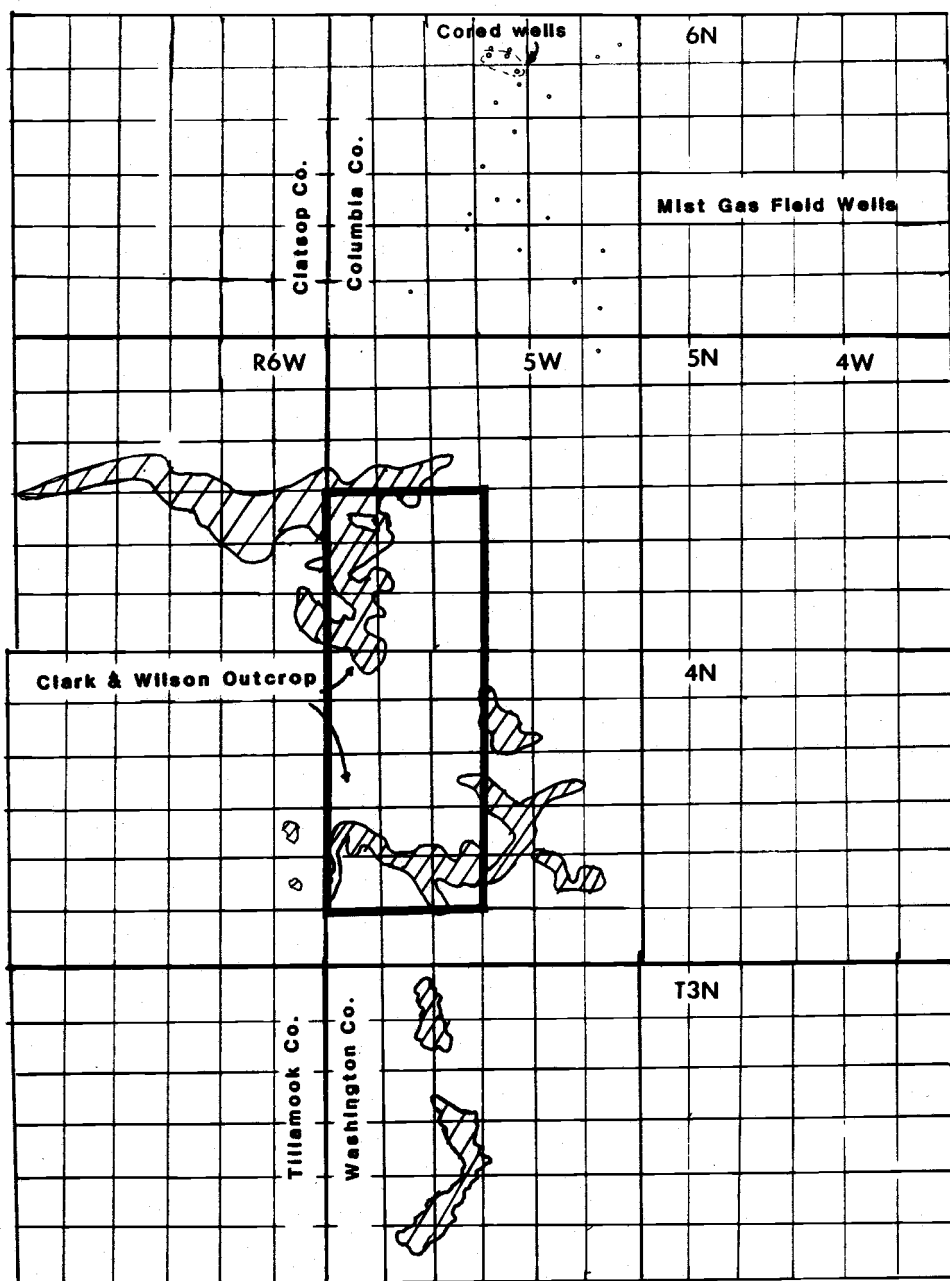 Cored wells
6N
Clatsop Co.
Columbia Co.
Mist Gas Field Wells
R6W
5W
5N
4W
Clark & Wilson Outcrop
4N
T3N
Tillamook Co.
Washington Co.